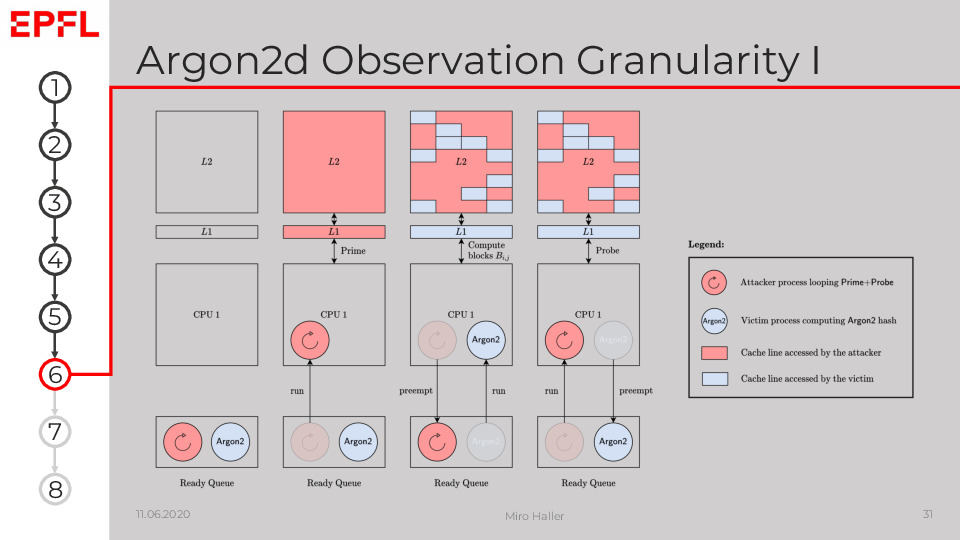 EPFL
Argon2d Observation Granularity I
1
2
3
4
5
6
7
8
L2
L2
L2
L2
L1
L1
L1
L1
Prime
Compute
blocks B_{i,j}
Probe
CPU 1
CPU 1
CPU 1
CPU 1
Argon2
Argon2
run
preempt
run
run
preempt
Argon2
Argon2
Argon2
Argon2
Ready Queue
Ready Queue
Ready Queue
Ready Queue
Legend:
Attacker process looping Prime+Probe
Argon2
Victim process computing Argon2 hash
Cache line accessed by the attacker
Cache line accessed by the victim
11.06.2020
Miro Haller
31